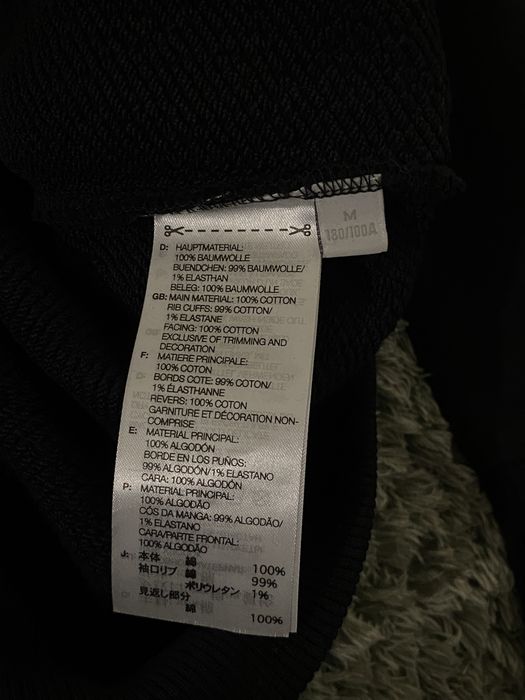 M
D: HAUPTMATERIAL:
100% BAUMWOLLE
BUENDCHEN: 99% BAUMWOLLE/
1% ELASTHAN
BELEG: 100% BAUMWOLLE
GB: MAIN MATERIAL: 100% COTTON
RIB CUFFS: 99% COTTON/
1% ELASTANE
FACING: 100% COTTON
EXCLUSIVE OF TRIMMING AND
DECORATION
F: MATIERE PRINCIPALE:
100% COTON
BORDS COTE: 99% COTON/
1% ÉLASTHANNE
REVERS: 100% COTON
GARNITURE ET DÉCORATION NON-
COMPRISE
E: MATERIAL PRINCIPAL:
100% ALGODÓN
BORDE EN LOS PUÑOS:
99% ALGODÓN/1% ELASTANO
CARA: 100% ALGODÓN
P: MATERIAL PRINCIPAL:
100% ALGODÃO
CÓS DA MANGA: 99% ALGODÃO/
1% ELASTANO
CARA/PARTE FRONTAL:
100% ALGODÃO
J: 本体 綿 100%
袖口リブ 綿 99%
ポリウレタン 1%
見返し部分
綿 100%